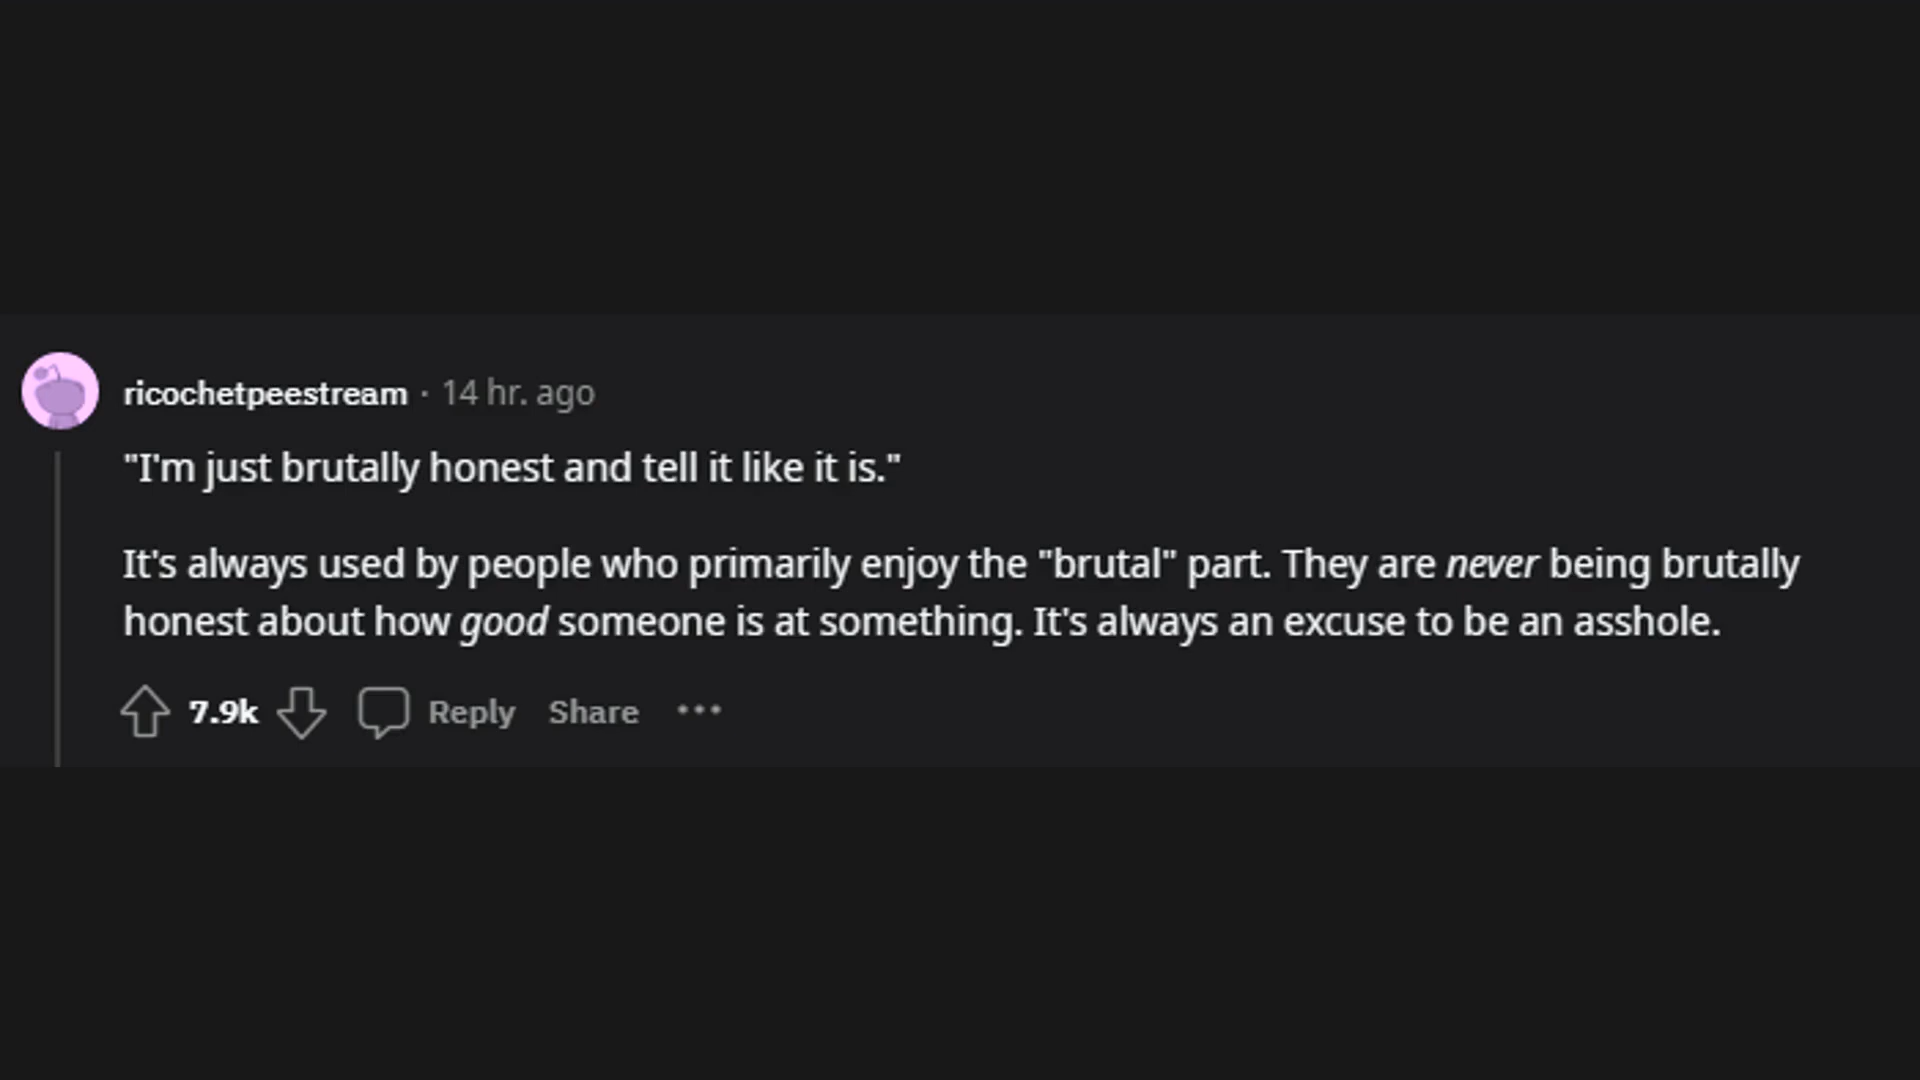 ricochetpeestream · 14 hr. ago
"I'm just brutally honest and tell it like it is."
It's always used by people who primarily enjoy the "brutal" part. They are never being brutally
honest about how good someone is at something. It's always an excuse to be an asshole.
7.9k Reply Share ···